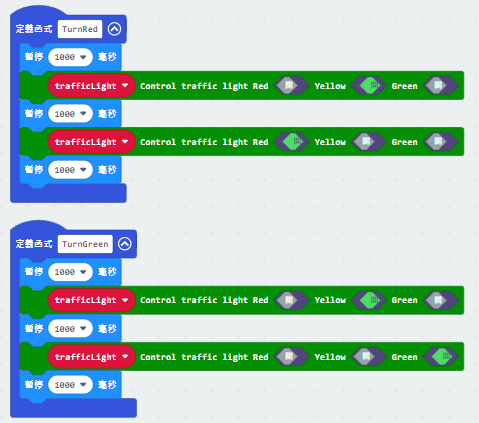 定義函式 TurnRed
暫停 1000 毫秒
trafficLight Control traffic light Red Yellow Green
暫停 1000 毫秒
trafficLight Control traffic light Red Yellow Green
暫停 1000 毫秒
定義函式 TurnGreen
暫停 1000 毫秒
trafficLight Control traffic light Red Yellow Green
暫停 1000 毫秒
trafficLight Control traffic light Red Yellow Green
暫停 1000 毫秒